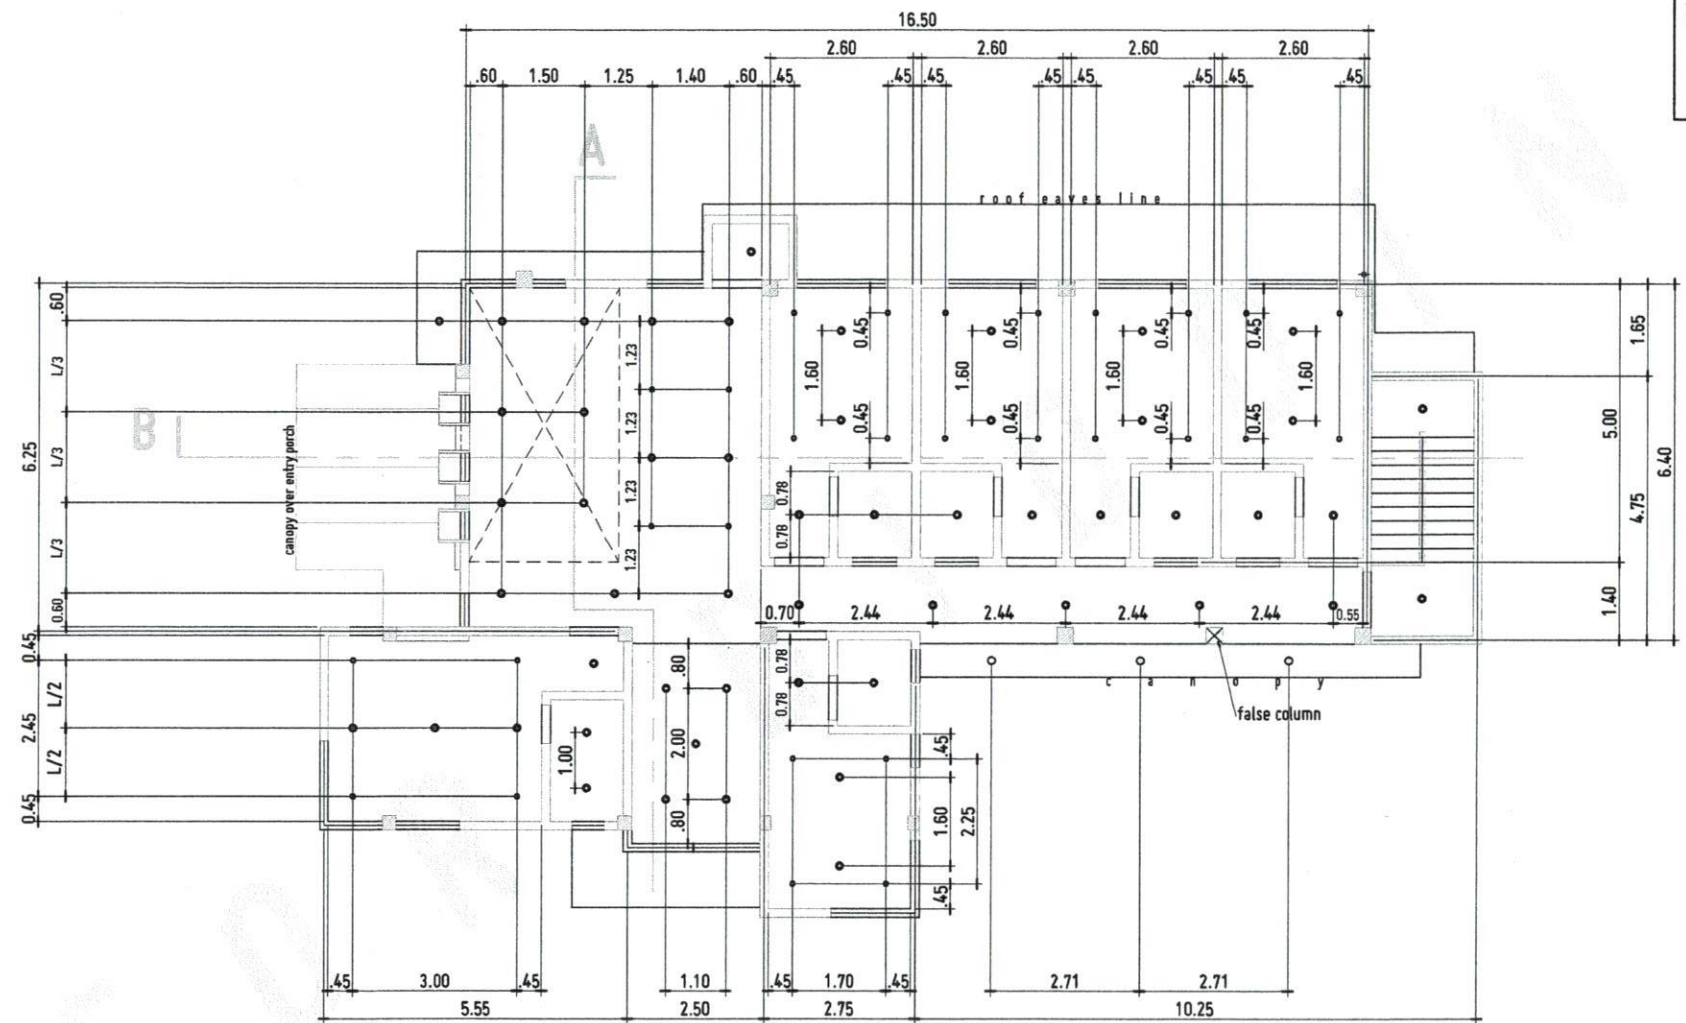 16.50
2.60 2.60 2.60 2.60
.60 1.50 1.25 1.40 .60 .45 .45 .45 .45 .45 .45 .45 .45
A
roof eaves line
.60
L/3
L/3
L/3
0.60
6.25
0.45
L/2
2.45
L/2
0.45
B
canopy over entry porch
1.23
1.23
1.23
1.23
1.60 0.45 0.45
1.60 0.45 0.45
1.60 0.45 0.45
1.60 0.45 0.45
0.78
0.78
1.65
5.00
4.75
6.40
1.40
0.70 2.44 2.44 2.44 2.44 0.55
.80
2.00
.80
0.78
0.78
1.00
canopy
false column
.45
1.60
2.25
.45
.45 3.00 .45 1.10 .45 1.70 .45 2.71 2.71
5.55 2.50 2.75 10.25